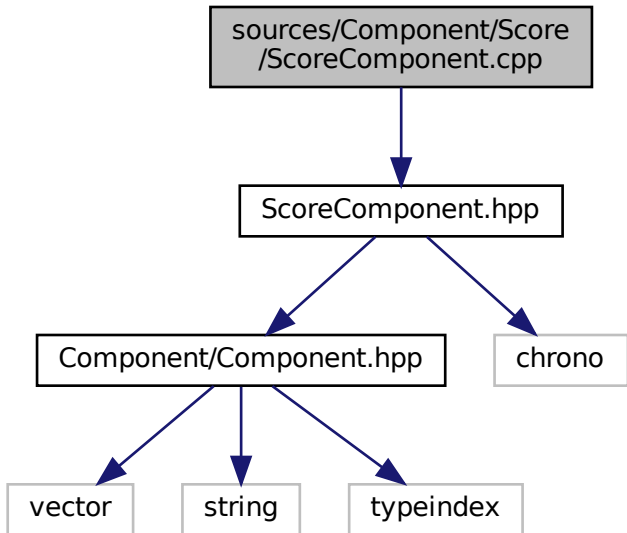 sources/Component/Score
/ScoreComponent.cpp
ScoreComponent.hpp
Component/Component.hpp
chrono
vector
string
typeindex